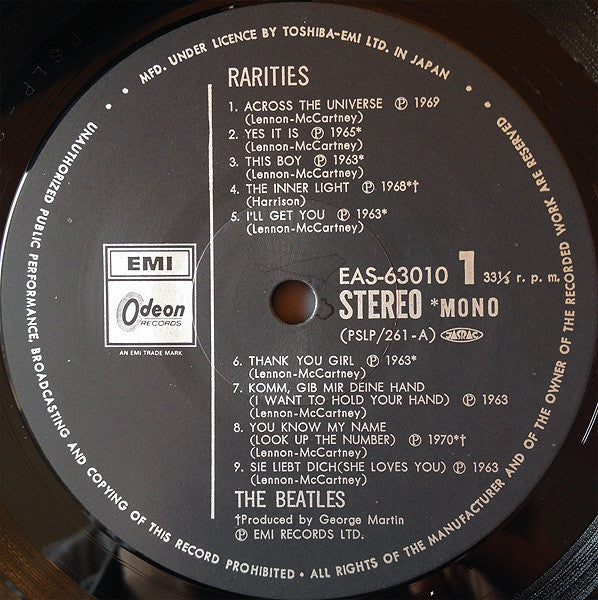 MFD. UNDER LICENCE BY TOSHIBA-EMI LTD. IN JAPAN
RARITIES
1. ACROSS THE UNIVERSE Ⓟ 1969
(Lennon-McCartney)
2. YES IT IS Ⓟ 1965*
(Lennon-McCartney)
3. THIS BOY Ⓟ 1963*
(Lennon-McCartney)
4. THE INNER LIGHT Ⓟ 1968*†
(Harrison)
5. I'LL GET YOU Ⓟ 1963*
(Lennon-McCartney)
EMI
Odeon
RECORDS
AN EMI TRADE MARK
EAS-63010 1 33⅓ r. p. m.
STEREO *MONO
(PSLP/261-A) JASRAC
6. THANK YOU GIRL Ⓟ 1963*
(Lennon-McCartney)
7. KOMM, GIB MIR DEINE HAND
(I WANT TO HOLD YOUR HAND) Ⓟ 1963
(Lennon-McCartney)
8. YOU KNOW MY NAME
(LOOK UP THE NUMBER) Ⓟ 1970*†
(Lennon-McCartney)
9. SIE LIEBT DICH(SHE LOVES YOU) Ⓟ 1963
(Lennon-McCartney)
THE BEATLES
†Produced by George Martin
Ⓟ EMI RECORDS LTD.
UNAUTHORIZED PUBLIC PERFORMANCE, BROADCASTING AND COPYING OF THIS RECORD PROHIBITED • ALL RIGHTS OF THE MANUFACTURER AND OF THE OWNER OF THE RECORDED WORK ARE RESERVED